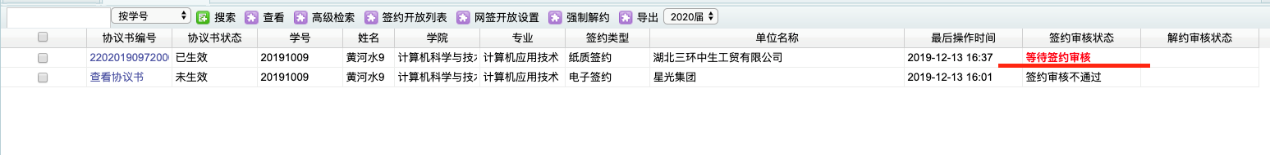 按学号 搜索 查看 高级检索 签约开放列表 网签开放设置 强制解约 导出 2020届
协议书编号 协议书状态 学号 姓名 学院 专业 签约类型 单位名称 最后操作时间 签约审核状态 解约审核状态
22020190972000 已生效 20191009 黄河水9 计算机科学与技 计算机应用技术 纸质签约 湖北三环中生工贸有限公司 2019-12-13 16:37 等待签约审核
查看协议书 未生效 20191009 黄河水9 计算机科学与技 计算机应用技术 电子签约 星光集团 2019-12-13 16:01 签约审核不通过